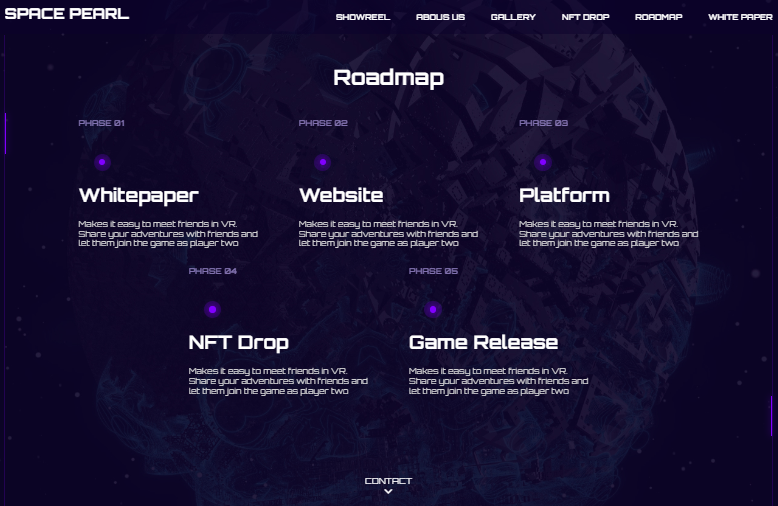 SPACE PEARL
SHOWREEL ABOUS US GALLERY NFT DROP ROADMAP WHITE PAPER
Roadmap
PHASE 01
Whitepaper
Makes it easy to meet friends in VR.
Share your adventures with friends and
let them join the game as player two
PHASE 02
Website
Makes it easy to meet friends in VR.
Share your adventures with friends and
let them join the game as player two
PHASE 03
Platform
Makes it easy to meet friends in VR.
Share your adventures with friends and
let them join the game as player two
PHASE 04
NFT Drop
Makes it easy to meet friends in VR.
Share your adventures with friends and
let them join the game as player two
PHASE 05
Game Release
Makes it easy to meet friends in VR.
Share your adventures with friends and
let them join the game as player two
CONTACT